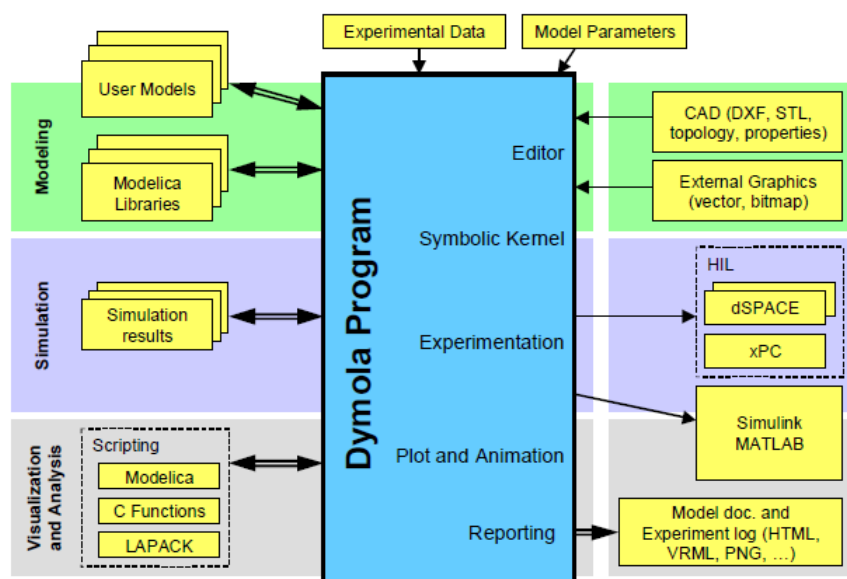 Experimental Data
Model Parameters
User Models
Modelica
Libraries
Modeling
Editor
CAD (DXF, STL,
topology, properties)
External Graphics
(vector, bitmap)
Symbolic Kernel
Dymola Program
Simulation
Simulation
results
Experimentation
HIL
dSPACE
xPC
Simulink
MATLAB
Visualization
and Analysis
Scripting
Modelica
C Functions
LAPACK
Plot and Animation
Reporting
Model doc. and
Experiment log (HTML,
VRML, PNG, …)